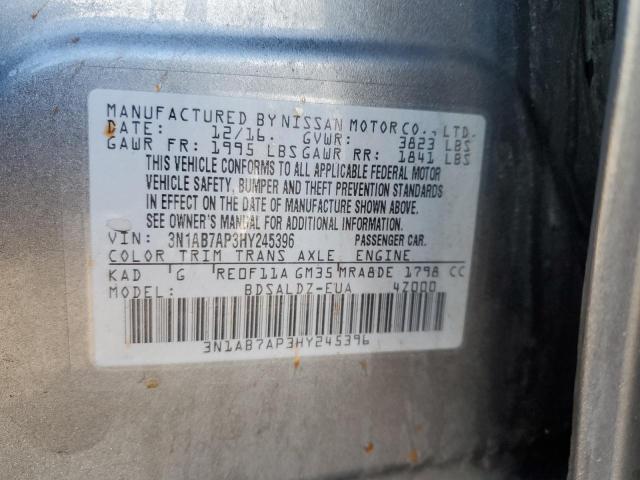 MANUFACTURED BY NISSAN MOTOR CO., LTD.
DATE: 12/16. GVWR: 3823 LBS
GAWR FR: 1995 LBS GAWR RR: 1841 LBS
THIS VEHICLE CONFORMS TO ALL APPLICABLE FEDERAL MOTOR
VEHICLE SAFETY, BUMPER AND THEFT PREVENTION STANDARDS
IN EFFECT ON THE DATE OF MANUFACTURE SHOWN ABOVE.
SEE OWNER'S MANUAL FOR ADDITIONAL INFORMATION.
VIN: 3N1AB7AP3HY245396 PASSENGER CAR.
COLOR TRIM TRANS AXLE ENGINE
KAD G RE0F11A GM35 MRA8DE 1798 CC
MODEL: BDSALDZ-EUA 4Z000
3N1AB7AP3HY245396